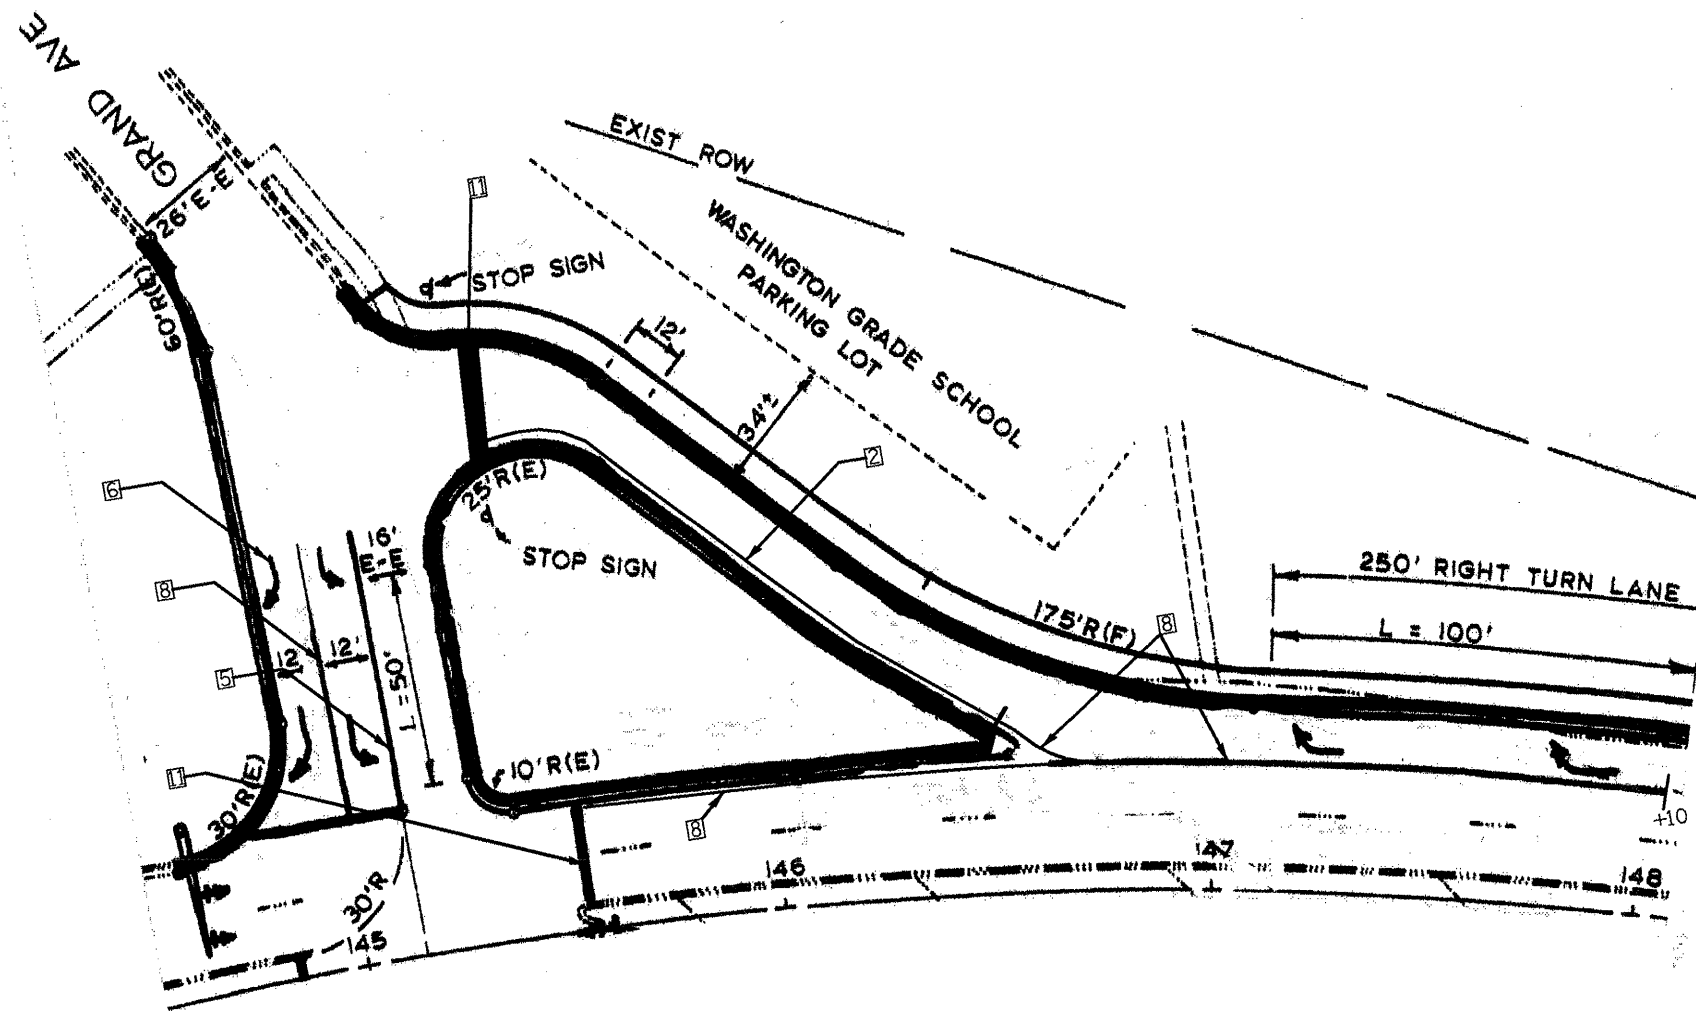 GRAND AVE
26' E-E
60'R(E)
EXIST ROW
11
STOP SIGN
WASHINGTON GRADE SCHOOL
PARKING LOT
12'
34'±
2
25'R(E)
STOP SIGN
6
16'
E-E
8
12'
12
5
L = 50'
175'R(F)
8
250' RIGHT TURN LANE
L = 100'
10'R(E)
11
30'R(E)
8
30'R
145
146
147
148
+10